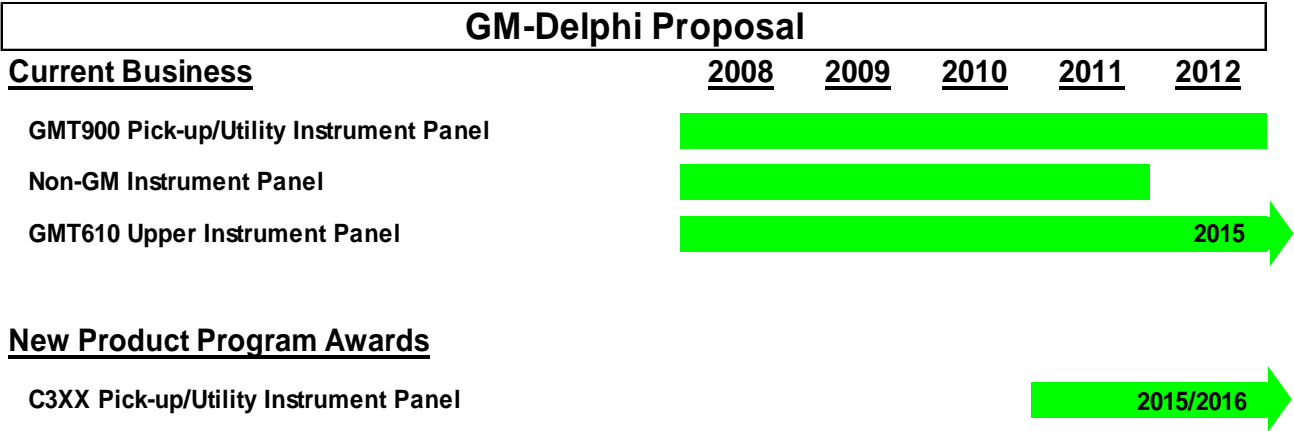 GM-Delphi Proposal
Current Business 2008 2009 2010 2011 2012
GMT900 Pick-up/Utility Instrument Panel
Non-GM Instrument Panel
GMT610 Upper Instrument Panel 2015
New Product Program Awards
C3XX Pick-up/Utility Instrument Panel 2015/2016